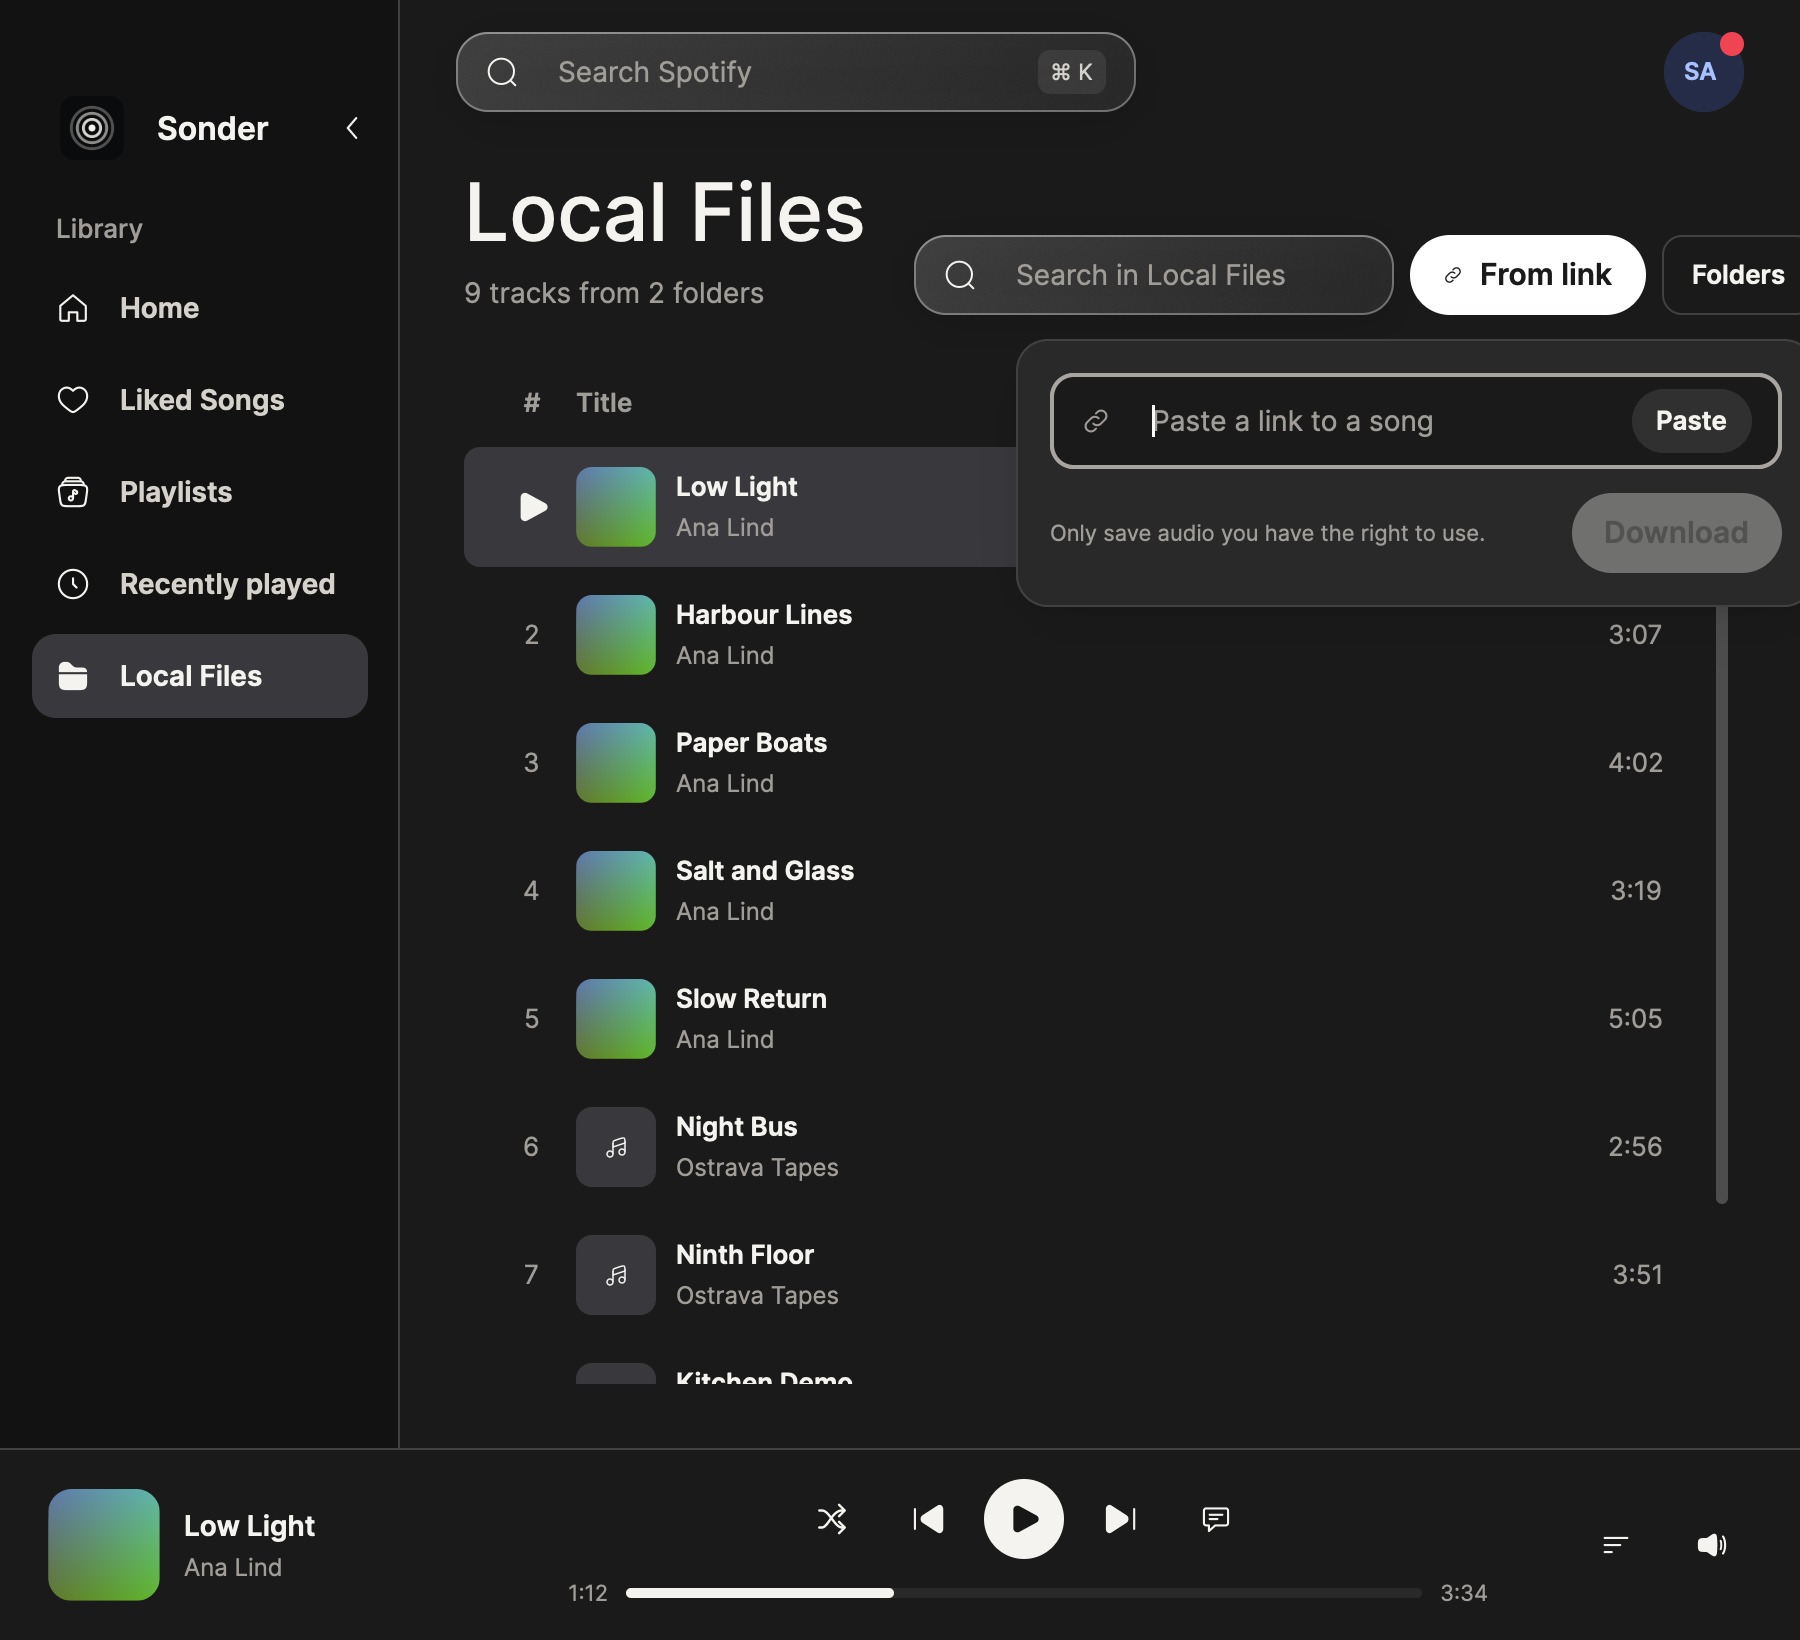 Search Spotify
⌘ K
SA
Sonder
Library
Home
Liked Songs
Playlists
Recently played
Local Files
Local Files
9 tracks from 2 folders
Search in Local Files
From link
Folders
Paste a link to a song
Paste
Only save audio you have the right to use.
Download
# Title
Low Light
Ana Lind
2 Harbour Lines 3:07
Ana Lind
3 Paper Boats 4:02
Ana Lind
4 Salt and Glass 3:19
Ana Lind
5 Slow Return 5:05
Ana Lind
6 Night Bus 2:56
Ostrava Tapes
7 Ninth Floor 3:51
Ostrava Tapes
Kitchen Demo
Low Light
Ana Lind
1:12
3:34